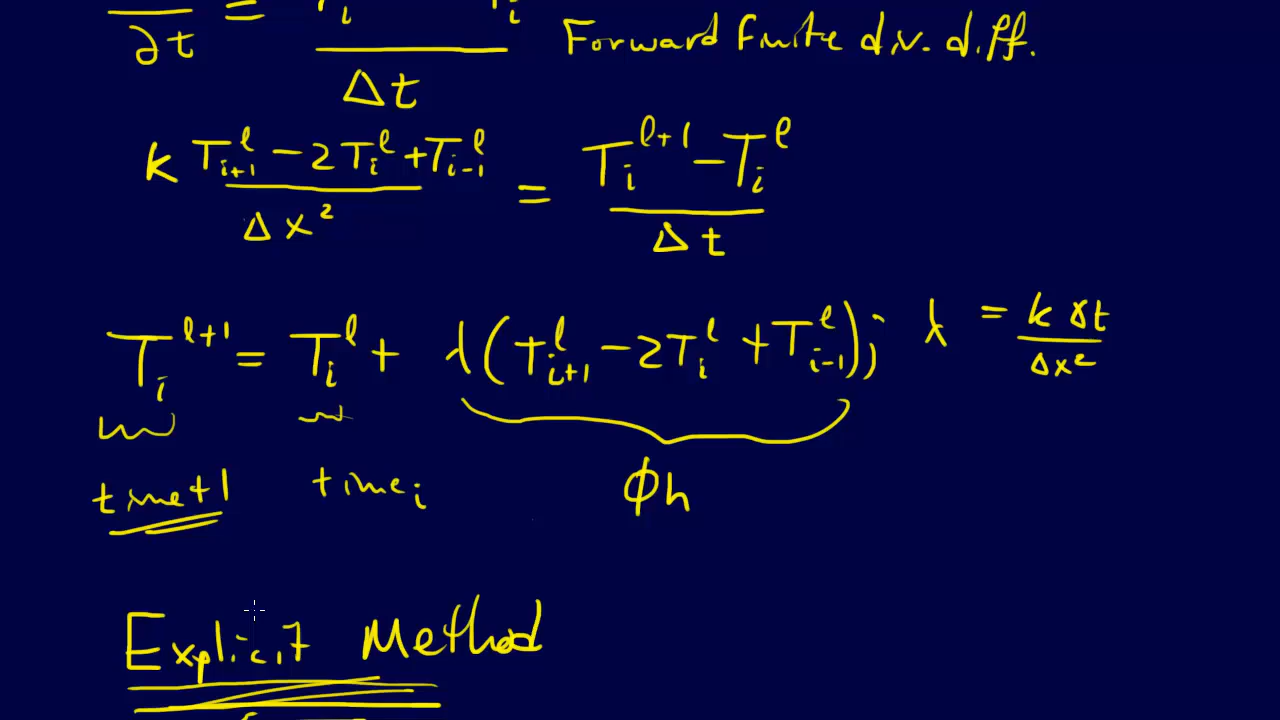 ∂t = Δt Forward finite div. diff.
k (T_{i+1}^l - 2T_i^l + T_{i-1}^l) / Δx² = (T_i^{l+1} - T_i^l) / Δt
T_i^{l+1} = T_i^l + λ(T_{i+1}^l - 2T_i^l + T_{i-1}^l); λ = kΔt / Δx²
time+1 time_i ϕh
Explicit Method